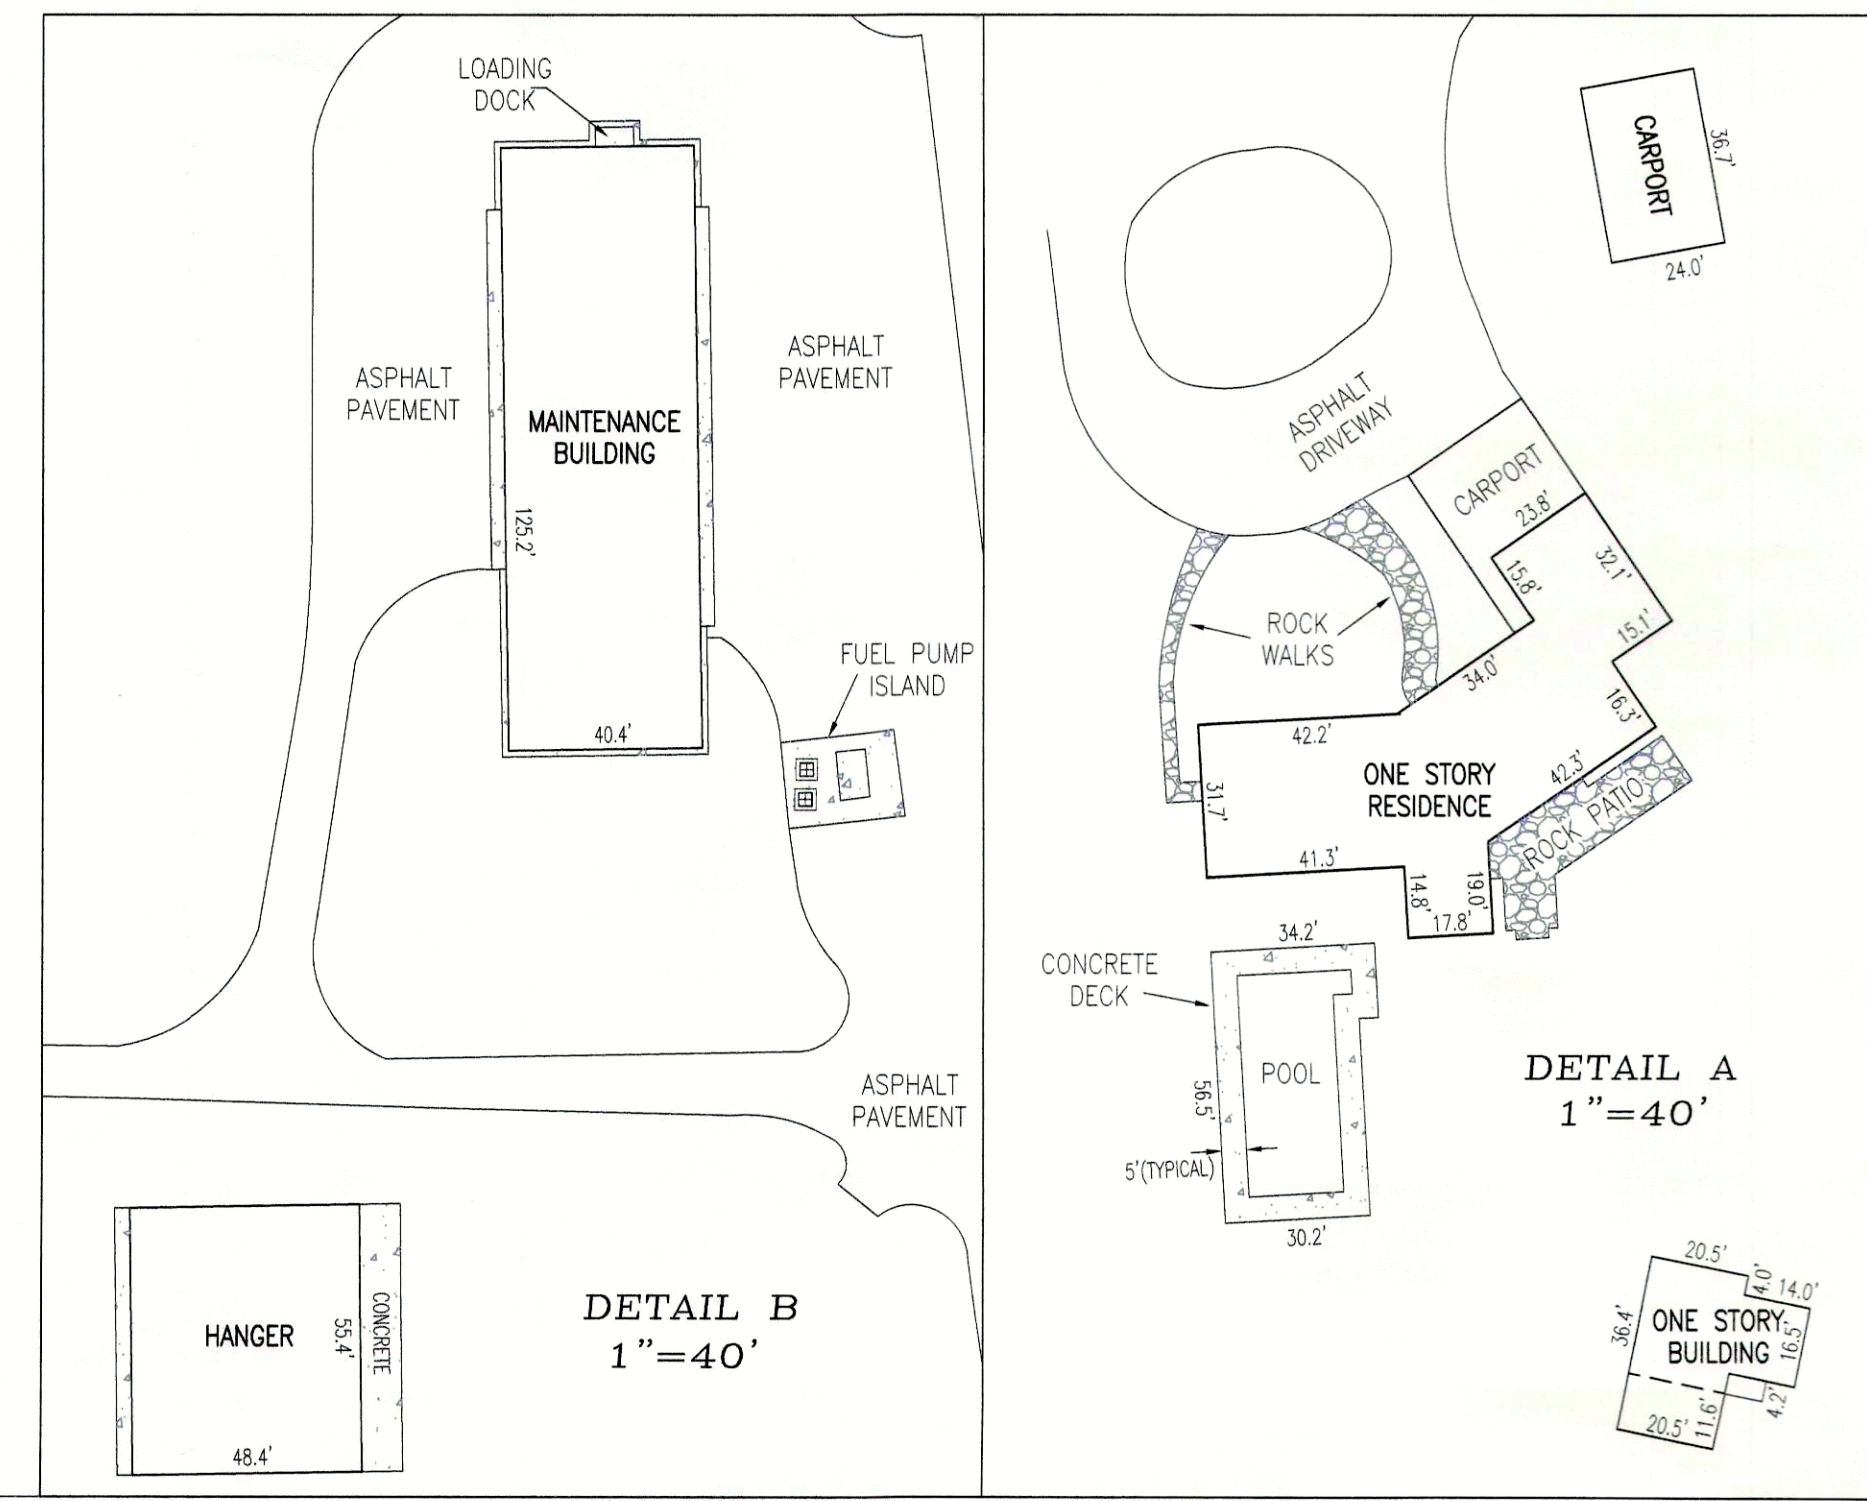 LOADING
DOCK
ASPHALT
PAVEMENT
ASPHALT
PAVEMENT
MAINTENANCE
BUILDING
125.2'
40.4'
FUEL PUMP
ISLAND
ASPHALT
PAVEMENT
HANGER
55.4'
CONCRETE
48.4'
DETAIL B
1"=40'
CARPORT
36.7'
24.0'
ASPHALT
DRIVEWAY
CARPORT
23.8'
15.8'
32.1'
15.1'
ROCK
WALKS
34.0'
16.3'
42.2'
ONE STORY
RESIDENCE
42.3'
31.7'
ROCK PATIO
41.3'
14.8'
19.0'
17.8'
34.2'
CONCRETE
DECK
POOL
56.5'
5'(TYPICAL)
30.2'
DETAIL A
1"=40'
20.5'
4.0'
14.0'
36.4'
ONE STORY
BUILDING
16.5'
4.2'
11.6'
20.5'